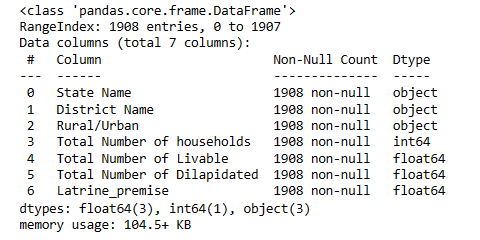 <class 'pandas.core.frame.DataFrame'>
RangeIndex: 1908 entries, 0 to 1907
Data columns (total 7 columns):
 #   Column                      Non-Null Count  Dtype
---  ------                      --------------  -----
 0   State Name                  1908 non-null   object
 1   District Name               1908 non-null   object
 2   Rural/Urban                 1908 non-null   object
 3   Total Number of households  1908 non-null   int64
 4   Total Number of Livable     1908 non-null   float64
 5   Total Number of Dilapidated 1908 non-null   float64
 6   Latrine_premise             1908 non-null   float64
dtypes: float64(3), int64(1), object(3)
memory usage: 104.5+ KB